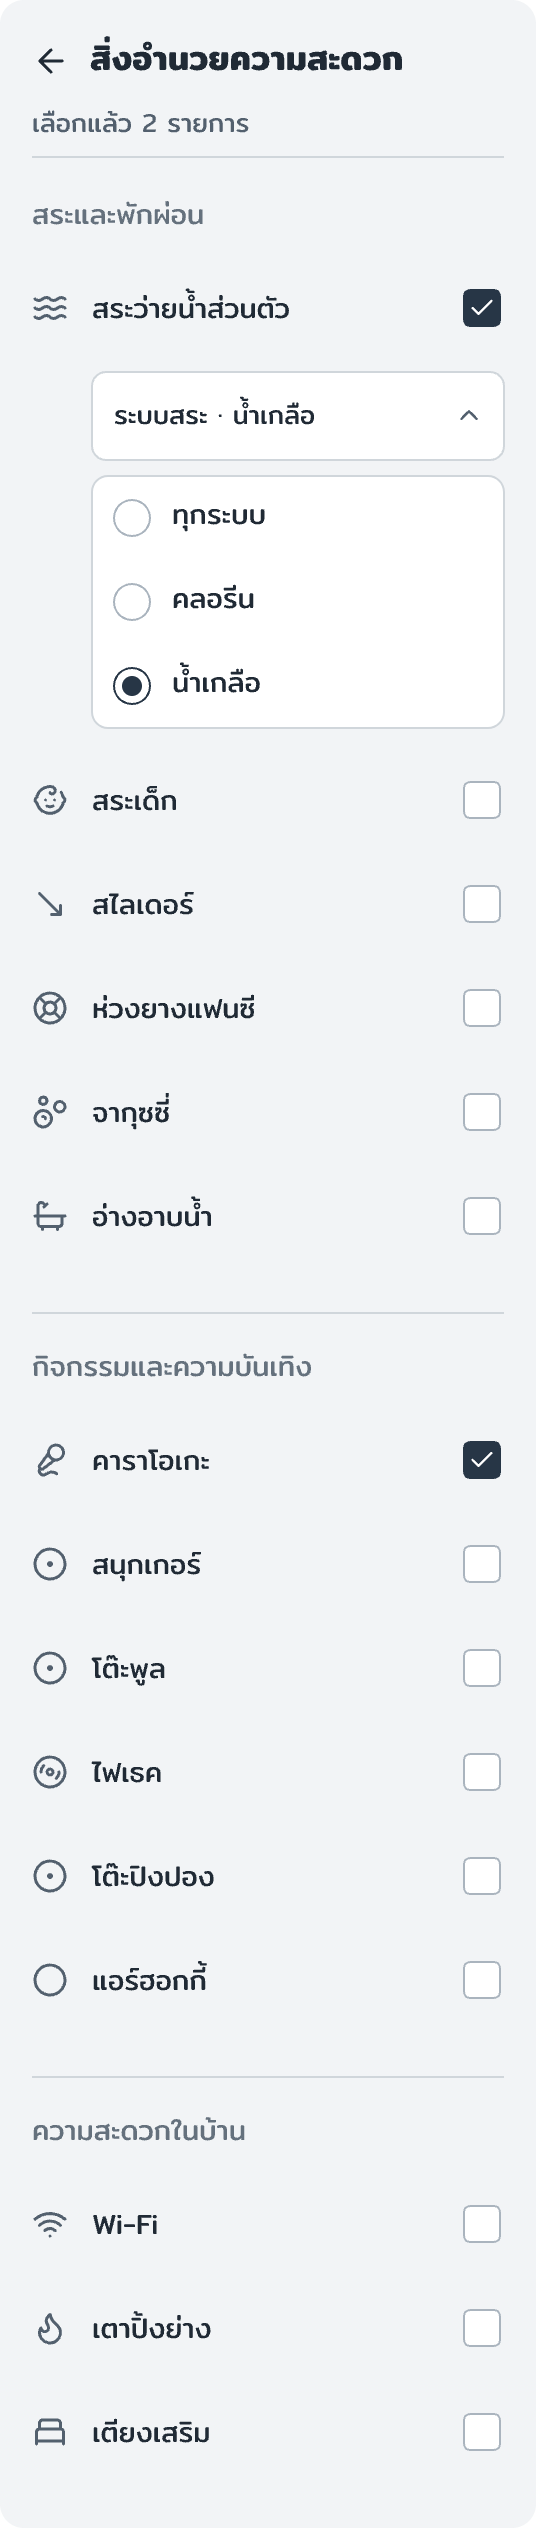 สิ่งอำนวยความสะดวก
เลือกแล้ว 2 รายการ
สระและพักผ่อน
สระว่ายน้ำส่วนตัว
ระบบสระ · น้ำเกลือ
ทุกระบบ
คลอรีน
น้ำเกลือ
สระเด็ก
สไลเดอร์
ห่วงยางแฟนซี
จากุซซี่
อ่างอาบน้ำ
กิจกรรมและความบันเทิง
คาราโอเกะ
สนุกเกอร์
โต๊ะพูล
ไฟเธค
โต๊ะปิงปอง
แอร์ฮอกกี้
ความสะดวกในบ้าน
Wi-Fi
เตาปิ้งย่าง
เตียงเสริม